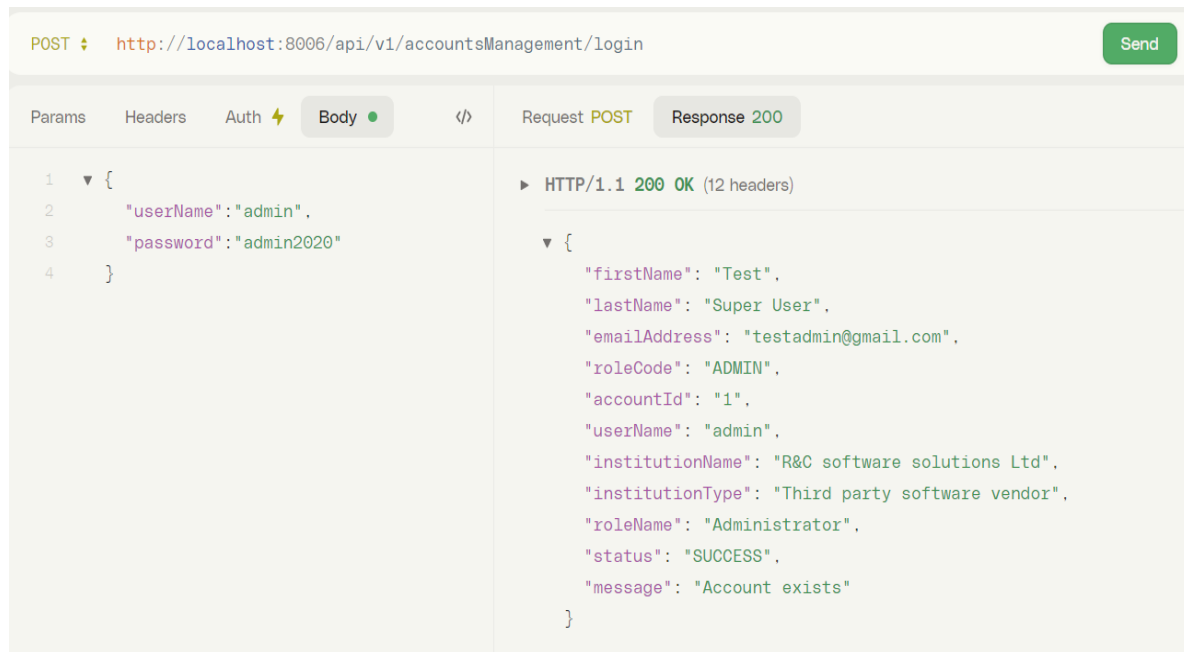 POST http://localhost:8006/api/v1/accountsManagement/login Send
Params Headers Auth Body </> Request POST Response 200
1 {
2 "userName":"admin",
3 "password":"admin2020"
4 }
HTTP/1.1 200 OK (12 headers)
{
"firstName": "Test",
"lastName": "Super User",
"emailAddress": "testadmin@gmail.com",
"roleCode": "ADMIN",
"accountId": "1",
"userName": "admin",
"institutionName": "R&C software solutions Ltd",
"institutionType": "Third party software vendor",
"roleName": "Administrator",
"status": "SUCCESS",
"message": "Account exists"
}